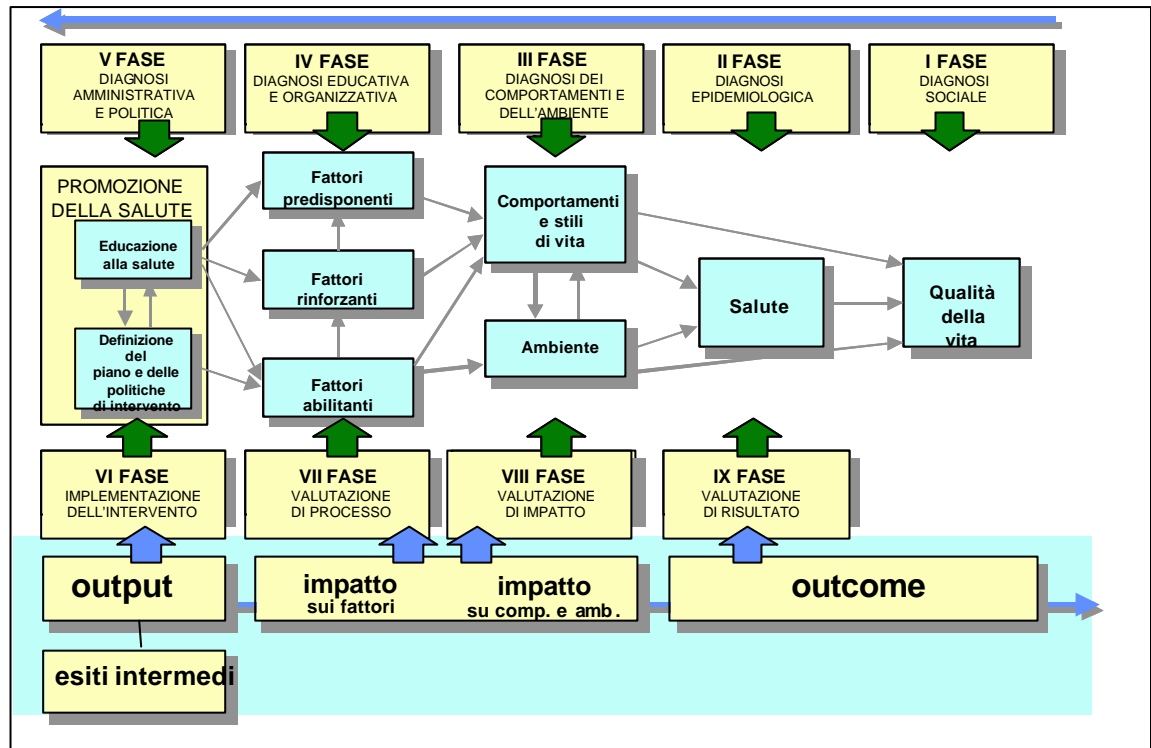 V FASE
DIAGNOSI
AMMINISTRATIVA
E POLITICA
IV FASE
DIAGNOSI EDUCATIVA
E ORGANIZZATIVA
III FASE
DIAGNOSI DEI
COMPORTAMENTI E
DELL'AMBIENTE
II FASE
DIAGNOSI
EPIDEMIOLOGICA
I FASE
DIAGNOSI
SOCIALE
PROMOZIONE
DELLA SALUTE
Educazione
alla salute
Definizione
del
piano e delle
politiche
di intervento
Fattori
predisponenti
Fattori
rinforzanti
Fattori
abilitanti
Comportamenti
e stili
di vita
Ambiente
Salute
Qualità
della
vita
VI FASE
IMPLEMENTAZIONE
DELL'INTERVENTO
VII FASE
VALUTAZIONE
DI PROCESSO
VIII FASE
VALUTAZIONE
DI IMPATTO
IX FASE
VALUTAZIONE
DI RISULTATO
output
impatto
sui fattori
impatto
su comp. e amb.
outcome
esiti intermedi